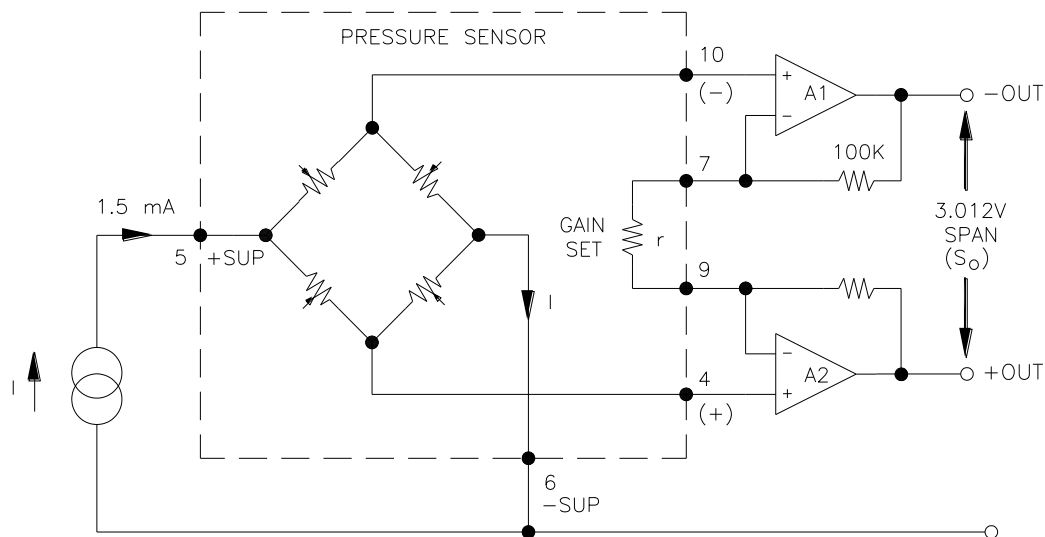 PRESSURE SENSOR
10
(−)
+
A1
−
−OUT
7
100K
1.5 mA
GAIN
SET
r
3.012V
SPAN
(S₀)
5
+SUP
9
I
I
−
A2
+
+OUT
4
(+)
6
−SUP